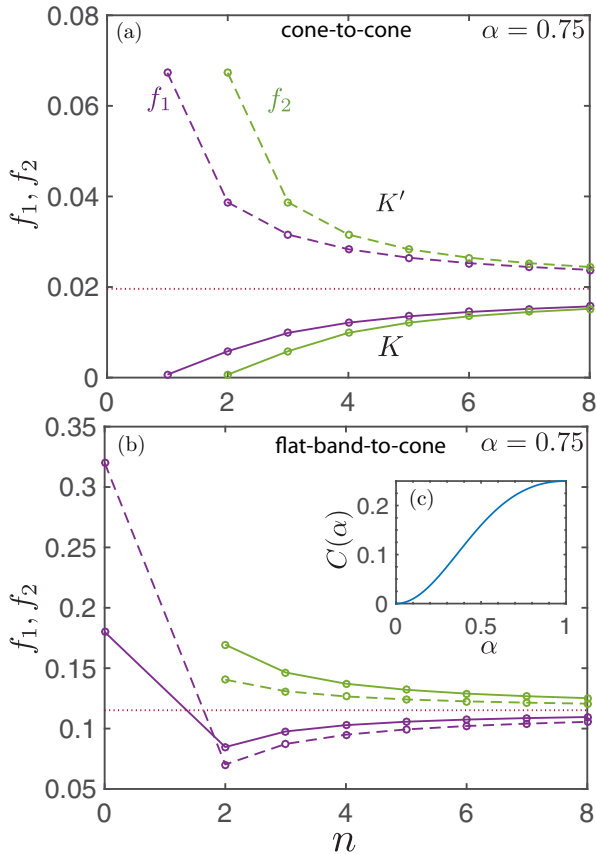 (a) cone-to-cone α = 0.75
0.08
0.06
0.04
0.02
0
f₁, f₂
f₁
f₂
K′
K
0 2 4 6 8
(b) flat-band-to-cone α = 0.75
0.35
0.3
0.25
0.2
0.15
0.1
0.05
f₁, f₂
(c)
0.2
0.1
0
C(α)
0 0.5 1
α
0 2 4 6 8
n